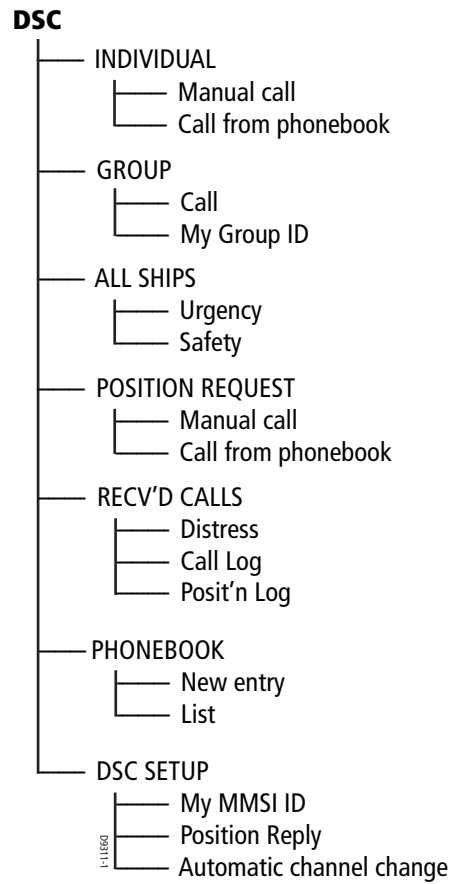 DSC
INDIVIDUAL
Manual call
Call from phonebook
GROUP
Call
My Group ID
ALL SHIPS
Urgency
Safety
POSITION REQUEST
Manual call
Call from phonebook
RECV'D CALLS
Distress
Call Log
Posit'n Log
PHONEBOOK
New entry
List
DSC SETUP
My MMSI ID
Position Reply
Automatic channel change
D9311-1